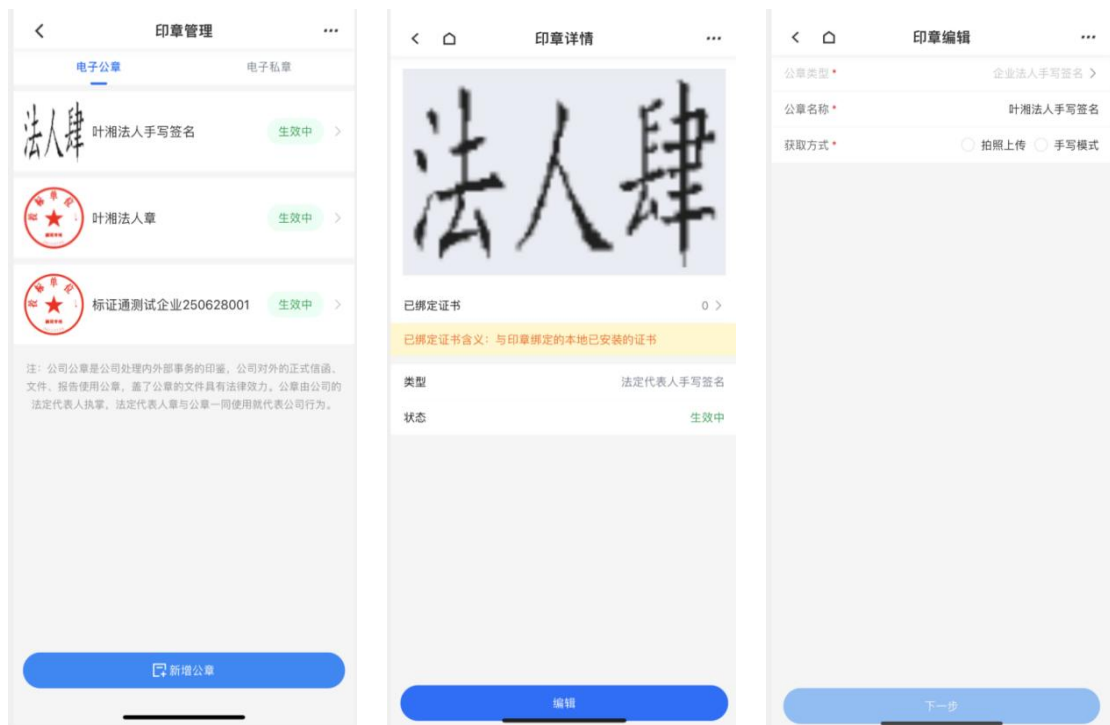 印章管理
电子公章
电子私章
法人肆
叶湘法人手写签名
生效中
叶湘法人章
生效中
标证通测试企业250628001
生效中
注：公司公章是公司处理内外部事务的印鉴，公司对外的正式信函、
文件、报告使用公章，盖了公章的文件具有法律效力。公章由公司的
法定代表人执掌，法定代表人章与公章一同使用就代表公司行为。
新增公章
印章详情
法人肆
已绑定证书
0
已绑定证书含义：与印章绑定的本地已安装的证书
类型
法定代表人手写签名
状态
生效中
编辑
印章编辑
公章类型*
企业法人手写签名
公章名称*
叶湘法人手写签名
获取方式*
拍照上传
手写模式
下一步